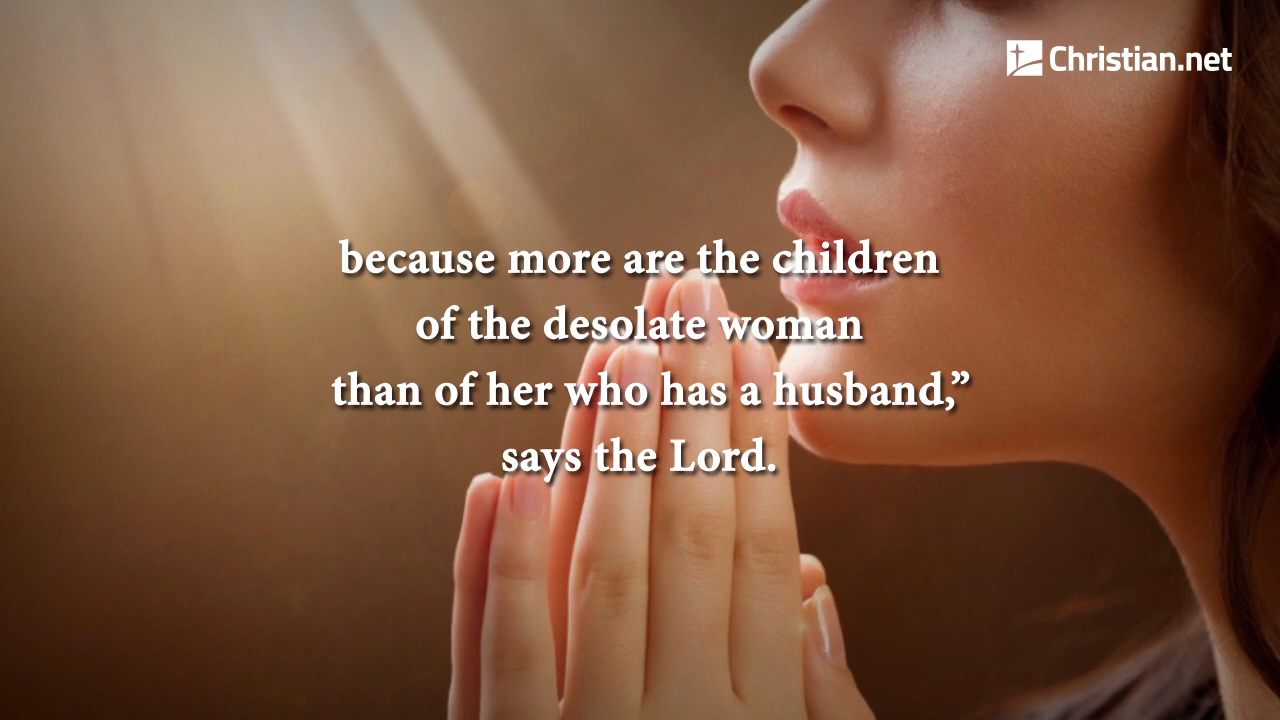 Christian.net
because more are the children
of the desolate woman
than of her who has a husband,”
says the Lord.